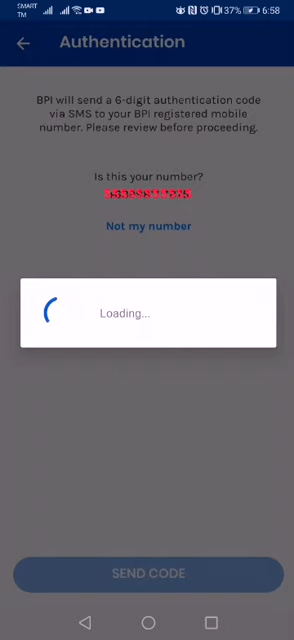 SMART
TM
37%
6:58
Authentication
BPI will send a 6-digit authentication code
via SMS to your BPI registered mobile
number. Please review before proceeding.
Is this your number?
Not my number
Loading...
SEND CODE